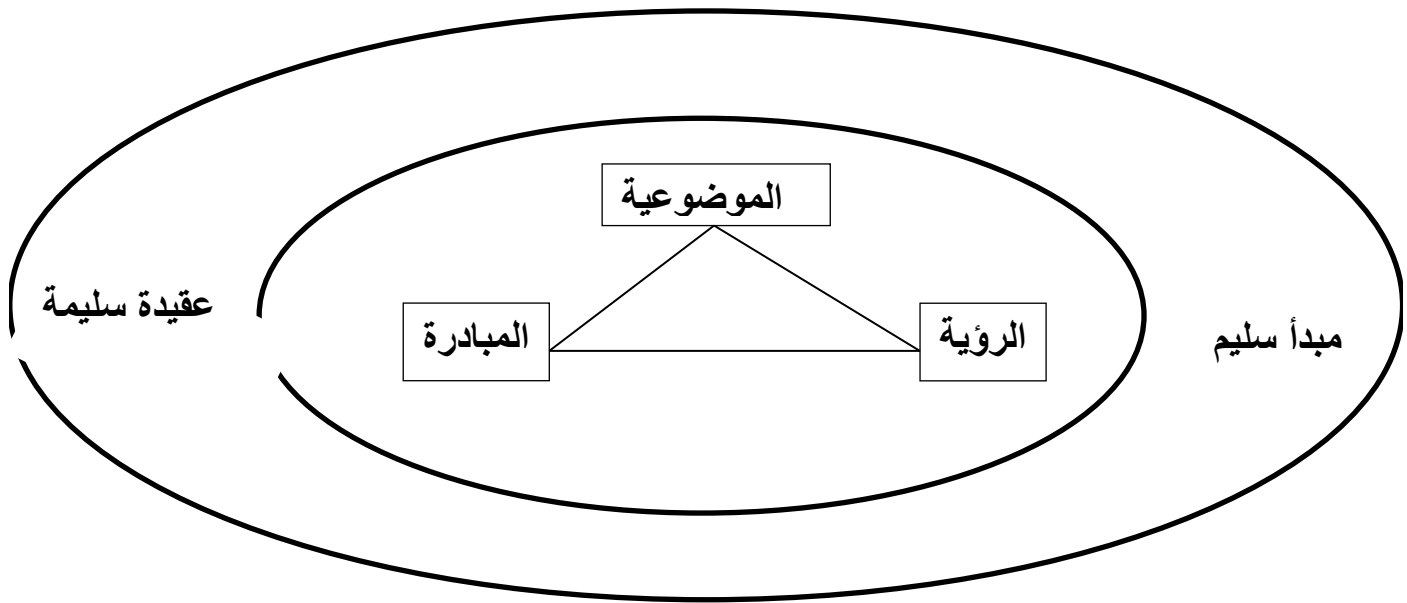 الموضوعية
عقيدة سليمة
المبادرة
الرؤية
مبدأ سليم